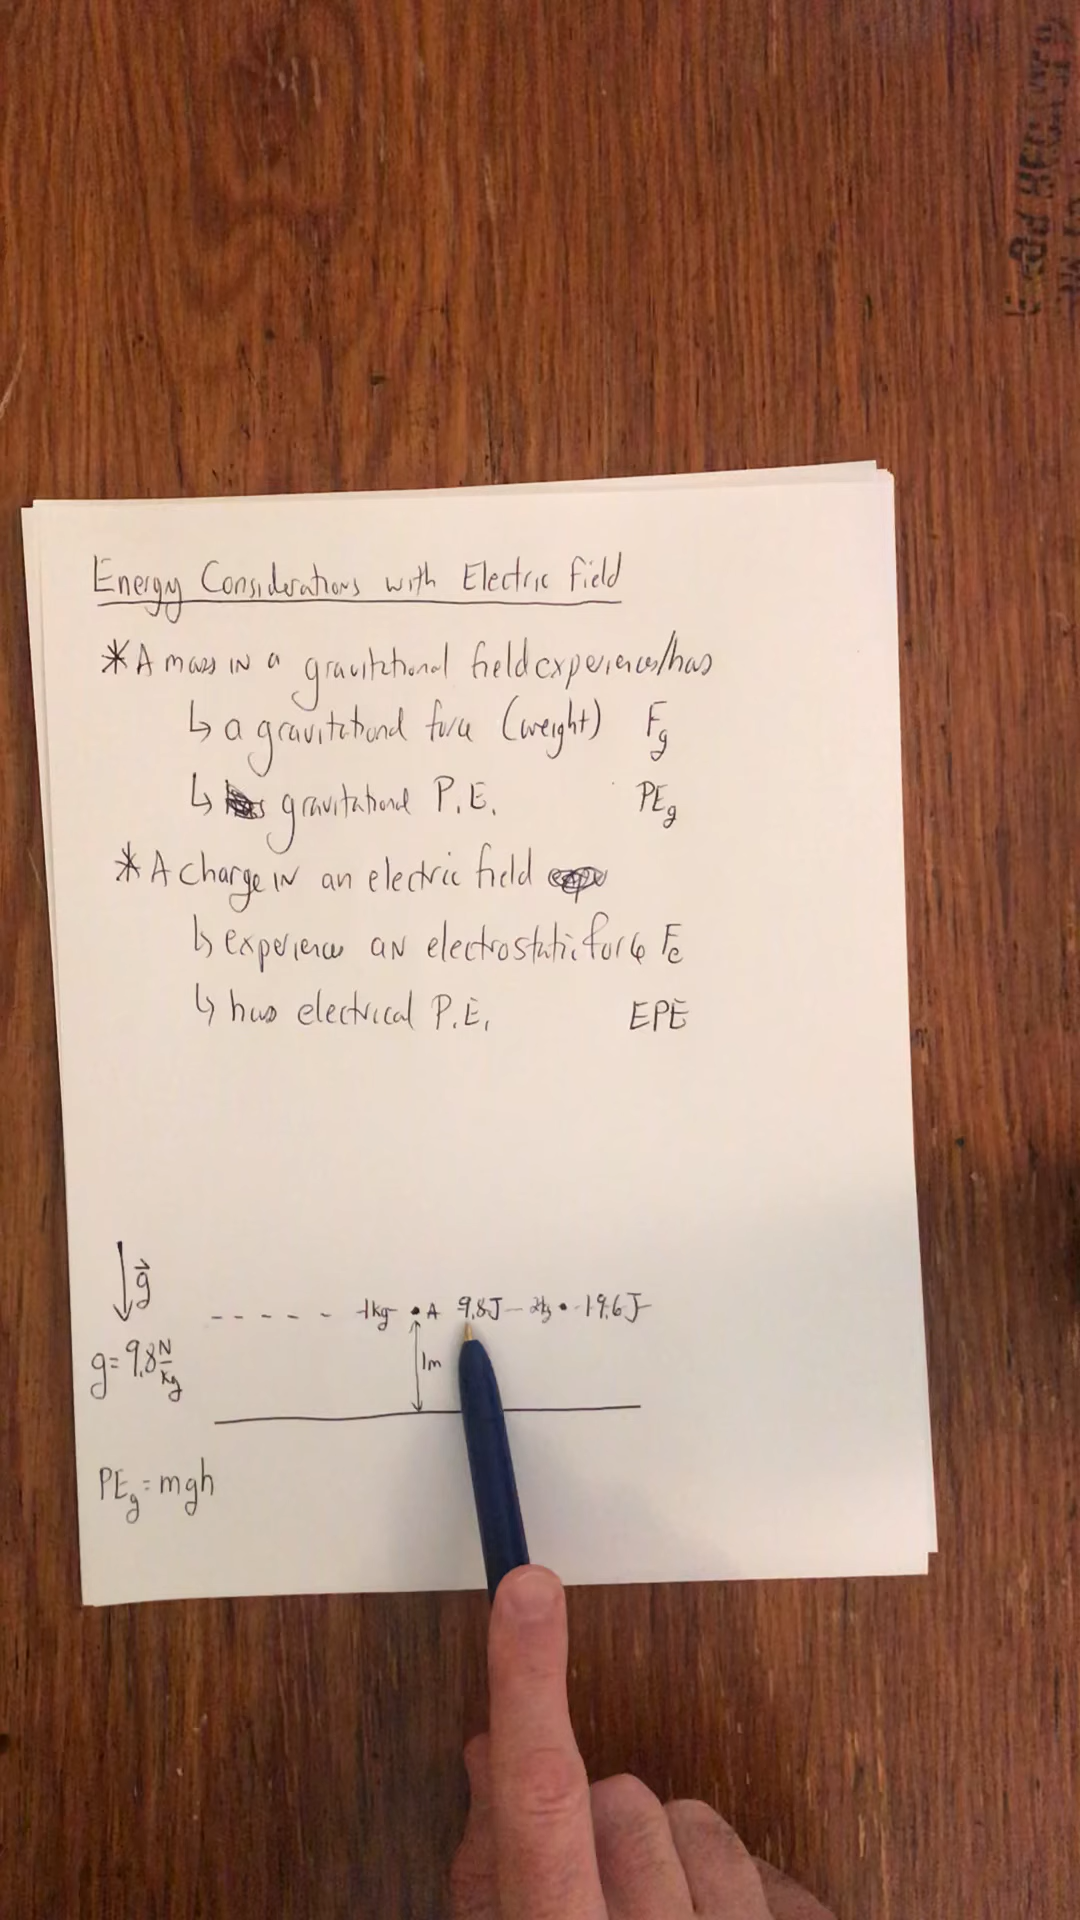 Energy Considerations with Electric Field
* A mass in a gravitational field experiences/has
↳ a gravitational force (weight) Fg
↳ gravitational P.E. PEg
* A charge in an electric field
↳ experience an electrostatic force Fe
↳ has electrical P.E. EPE
g
1kg • A 9.8J 2kg • 19.6J
g = 9.8 N/kg
1m
PEg = mgh